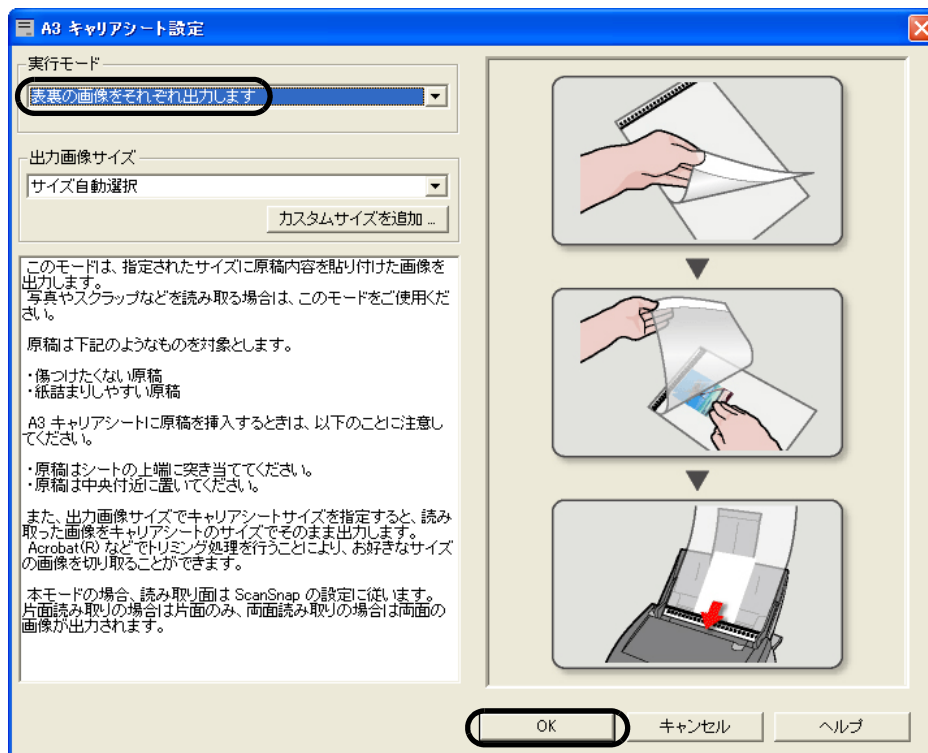 A3 キャリアシート設定
実行モード
表裏の画像をそれぞれ出力します
出力画像サイズ
サイズ自動選択
カスタムサイズを追加 ...
このモードは、指定されたサイズに原稿内容を貼り付けた画像を
出力します。
写真やスクラップなどを読み取る場合は、このモードをご使用くだ
さい。
原稿は下記のようなものを対象とします。
・傷つけたくない原稿
・紙詰まりしやすい原稿
A3 キャリアシートに原稿を挿入するときは、以下のことに注意し
てください。
・原稿はシートの上端に突き当ててください。
・原稿は中央付近に置いてください。
また、出力画像サイズでキャリアシートサイズを指定すると、読み
取った画像をキャリアシートのサイズでそのまま出力します。
Acrobat(R) などでトリミング処理を行うことにより、お好きなサイズ
の画像を切り取ることができます。
本モードの場合、読み取り面は ScanSnap の設定に従います。
片面読み取りの場合は片面のみ、両面読み取りの場合は両面の
画像が出力されます。
OK
キャンセル
ヘルプ